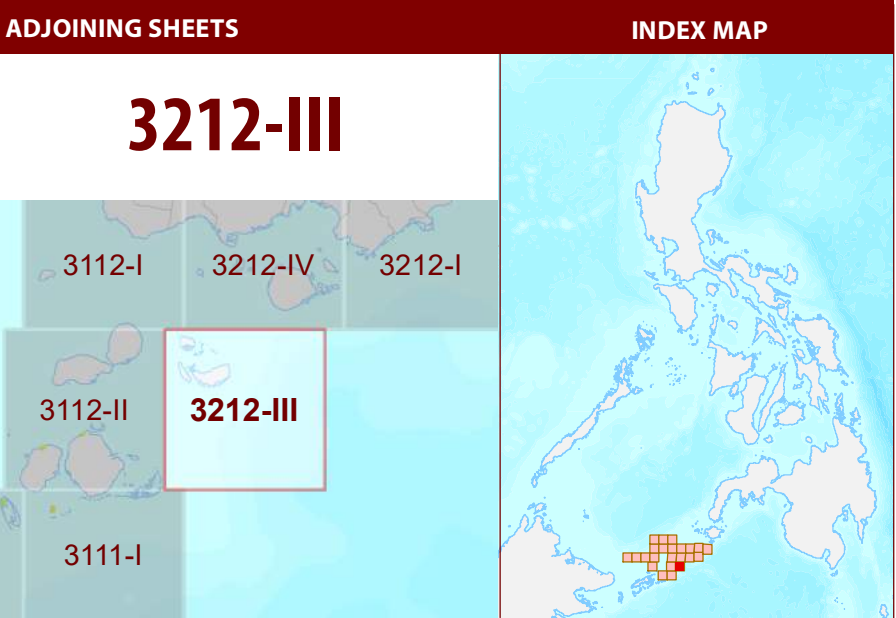 ADJOINING SHEETS
INDEX MAP
3212-III
3112-I
3212-IV
3212-I
3112-II
3212-III
3111-I